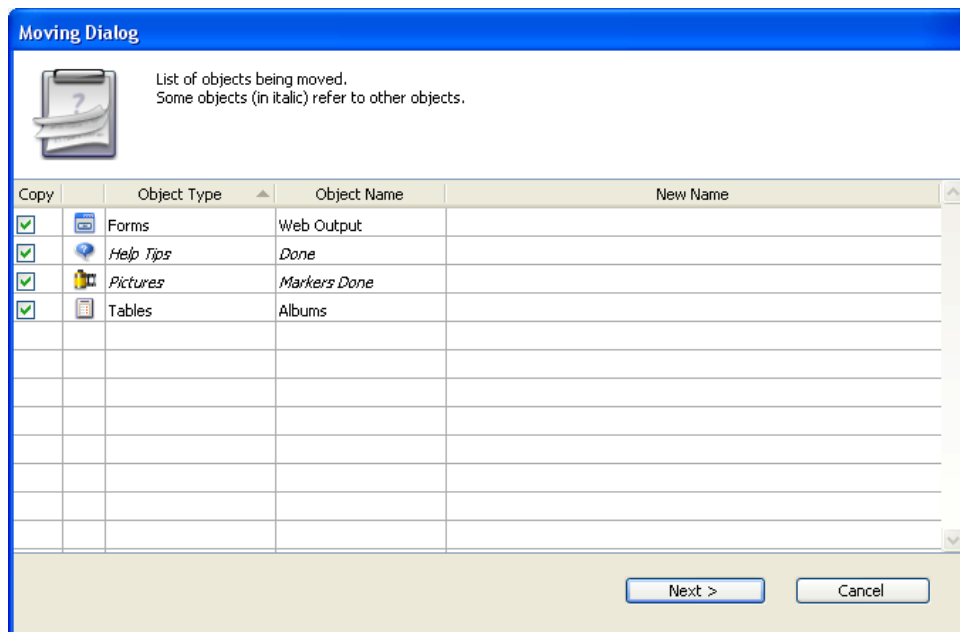 Moving Dialog
List of objects being moved.
Some objects (in italic) refer to other objects.
Copy Object Type Object Name New Name
Forms Web Output
Help Tips Done
Pictures Markers Done
Tables Albums
Next > Cancel